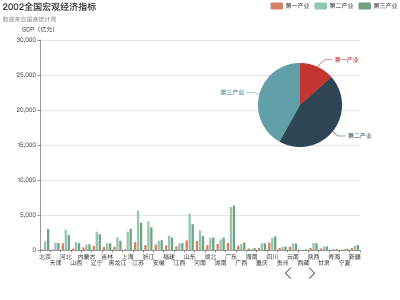 2002全国宏观经济指标
数据来自国家统计局
第一产业 第二产业 第三产业
GDP（亿元）
30,000
25,000
20,000
15,000
10,000
5,000
0
第一产业
第二产业
第三产业
北京 河北 内蒙古 吉林 上海 浙江 福建 山东 湖北 广东 海南 四川 云南 陕西 青海 新疆
天津 山西 辽宁 黑龙江 江苏 安徽 江西 河南 湖南 广西 重庆 贵州 西藏 甘肃 宁夏